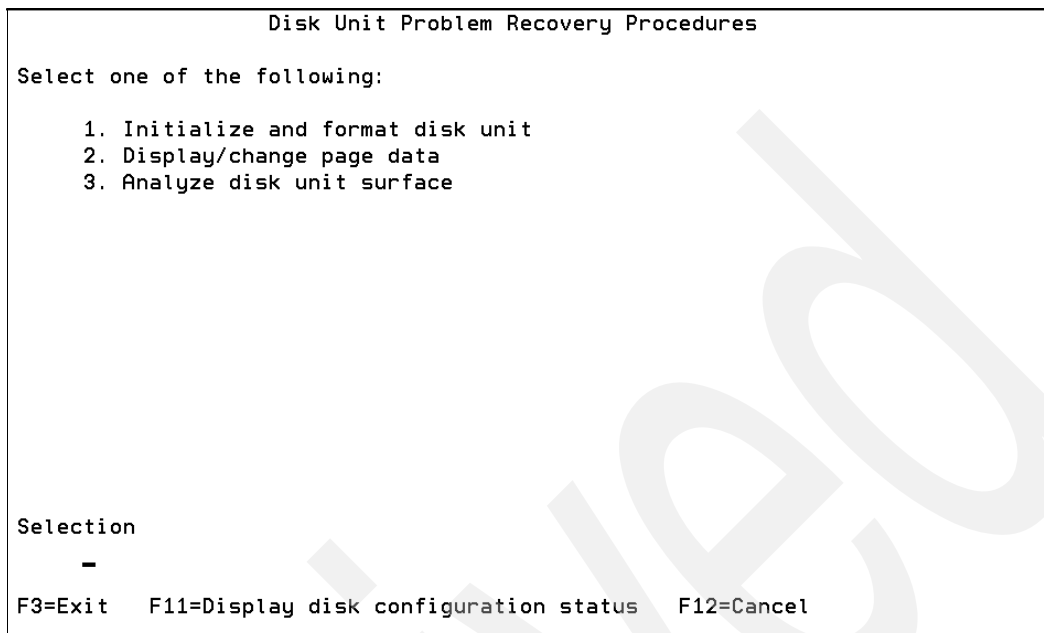 Disk Unit Problem Recovery Procedures
Select one of the following:
1. Initialize and format disk unit
2. Display/change page data
3. Analyze disk unit surface
Selection
F3=Exit F11=Display disk configuration status F12=Cancel